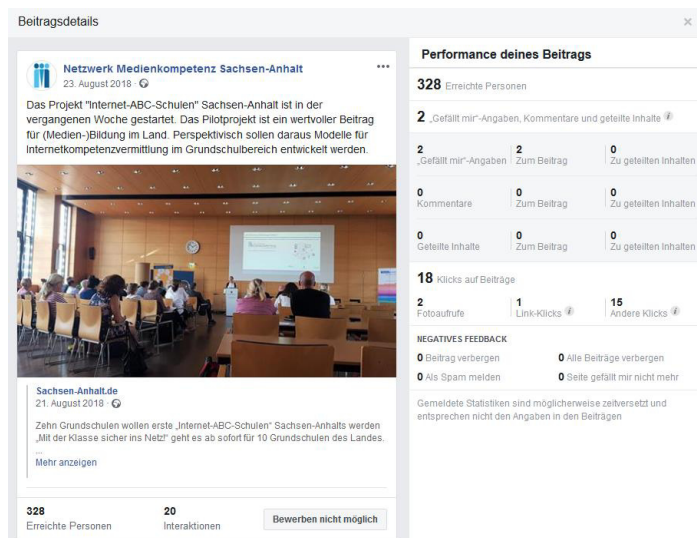 Beitragsdetails
×
Netzwerk Medienkompetenz Sachsen-Anhalt
23. August 2018 ·
Das Projekt "Internet-ABC-Schulen" Sachsen-Anhalt ist in der
vergangenen Woche gestartet. Das Pilotprojekt ist ein wertvoller Beitrag
für (Medien-)Bildung im Land. Perspektivisch sollen daraus Modelle für
Internetkompetenzvermittlung im Grundschulbereich entwickelt werden.
Sachsen-Anhalt.de
21. August 2018 ·
Zehn Grundschulen wollen erste „Internet-ABC-Schulen“ Sachsen-Anhalts werden
„Mit der Klasse sicher ins Netz!“ geht es ab sofort für 10 Grundschulen des Landes.
...
Mehr anzeigen
328 20
Erreichte Personen Interaktionen Bewerben nicht möglich
Performance deines Beitrags
328 Erreichte Personen
2 „Gefällt mir“-Angaben, Kommentare und geteilte Inhalte i
2 2 0
„Gefällt mir“-Angaben Zum Beitrag Zu geteilten Inhalten
0 0 0
Kommentare Zum Beitrag Zu geteilten Inhalten
0 0 0
Geteilte Inhalte Zum Beitrag Zu geteilten Inhalten
18 Klicks auf Beiträge
2 1 15
Fotoaufrufe Link-Klicks i Andere Klicks i
NEGATIVES FEEDBACK
0 Beitrag verbergen 0 Alle Beiträge verbergen
0 Als Spam melden 0 Seite gefällt mir nicht mehr
Gemeldete Statistiken sind möglicherweise zeitversetzt und
entsprechen nicht den Angaben in den Beiträgen